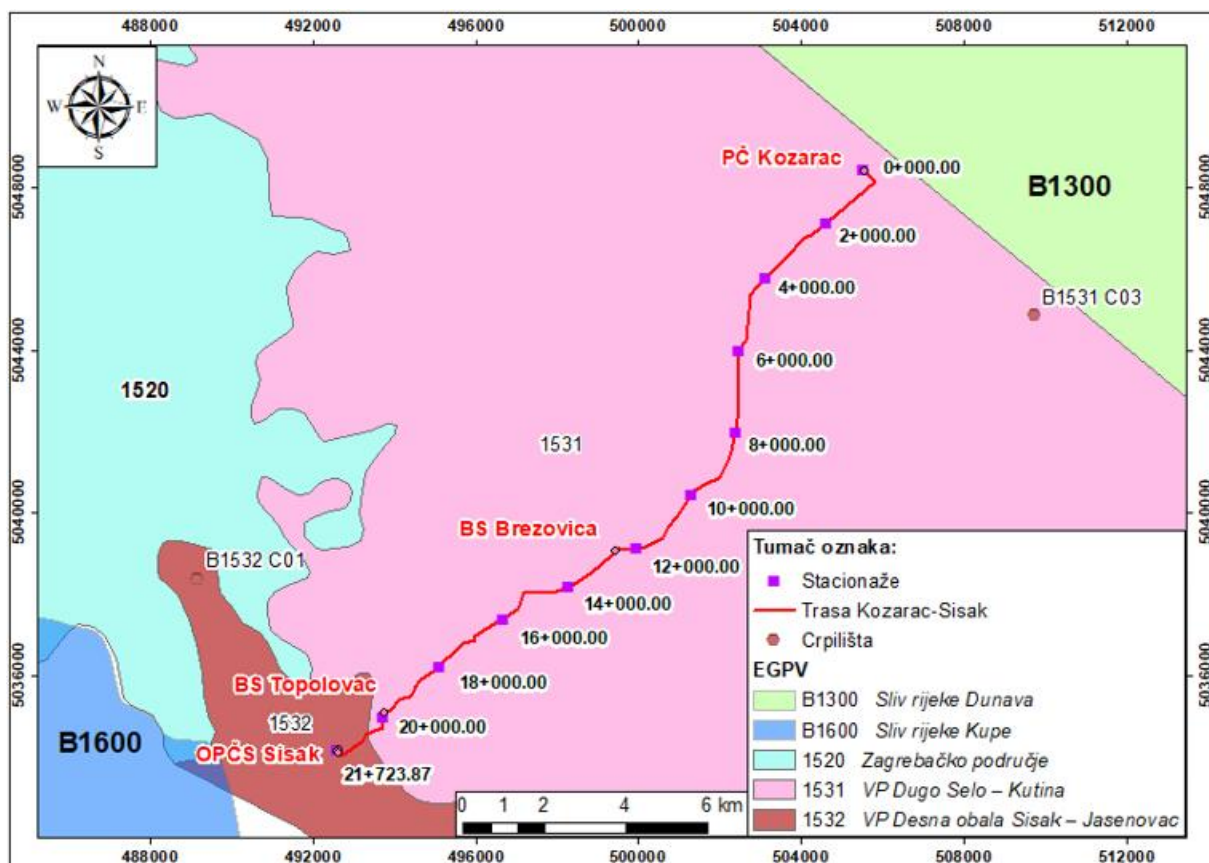 488000 492000 496000 500000 504000 508000 512000
N
W E
S
PČ Kozarac
0+000.00
5048000
5048000
B1300
2+000.00
4+000.00
B1531 C03
5044000
6+000.00
5044000
1520
1531
8+000.00
10+000.00
5040000
BS Brezovica
5040000
B1532 C01
12+000.00
14+000.00
16+000.00
5036000
BS Topolovac
18+000.00
5036000
1532
20+000.00
B1600
OPČS Sisak
21+723.87
Tumač oznaka:
Stacionaže
Trasa Kozarac-Sisak
Crpilišta
EGPV
B1300 Sliv rijeke Dunava
B1600 Sliv rijeke Kupe
1520 Zagrebačko područje
1531 VP Dugo Selo – Kutina
1532 VP Desna obala Sisak – Jasenovac
0 1 2 4 6 km
488000 492000 496000 500000 504000 508000 512000